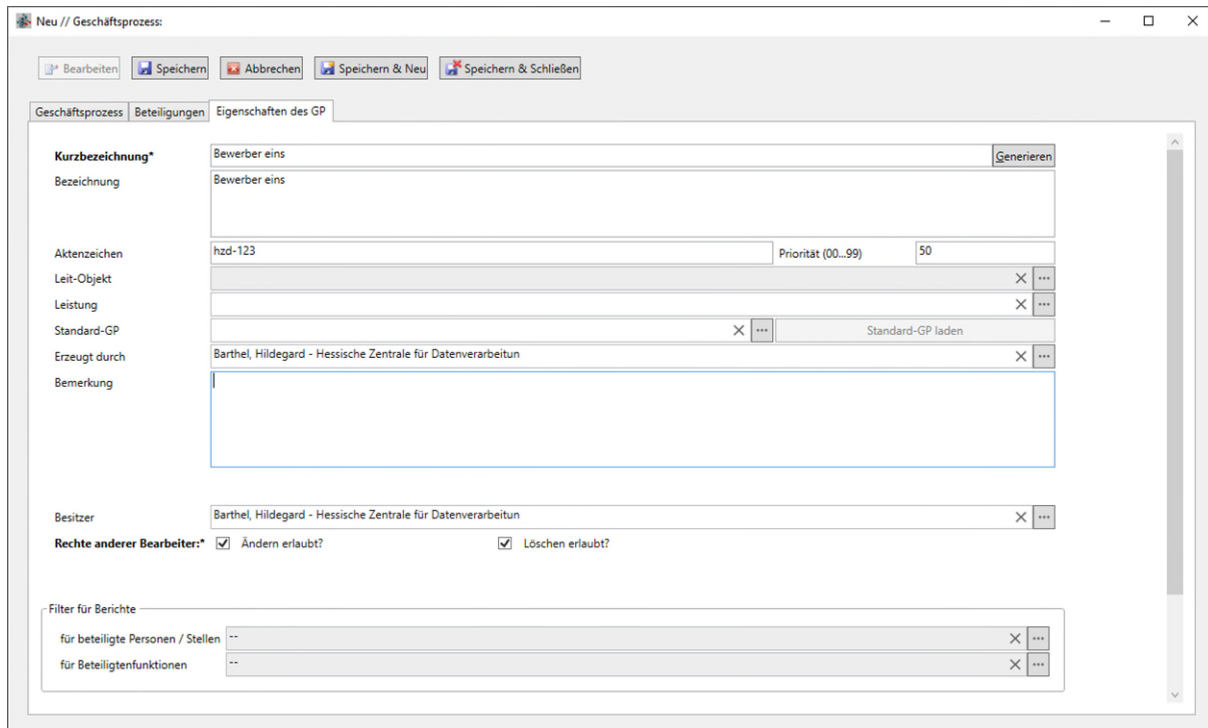 Neu // Geschäftsprozess:
Bearbeiten Speichern Abbrechen Speichern & Neu Speichern & Schließen
Geschäftsprozess Beteiligungen Eigenschaften des GP
Kurzbezeichnung* Bewerber eins Generieren
Bezeichnung Bewerber eins
Aktenzeichen hzd-123 Priorität (00...99) 50
Leit-Objekt ...
Leistung ...
Standard-GP ... Standard-GP laden
Erzeugt durch Barthel, Hildegard - Hessische Zentrale für Datenverarbeitun ...
Bemerkung
Besitzer Barthel, Hildegard - Hessische Zentrale für Datenverarbeitun ...
Rechte anderer Bearbeiter:* Ändern erlaubt? Löschen erlaubt?
Filter für Berichte
für beteiligte Personen / Stellen -- ...
für Beteiligtenfunktionen -- ...